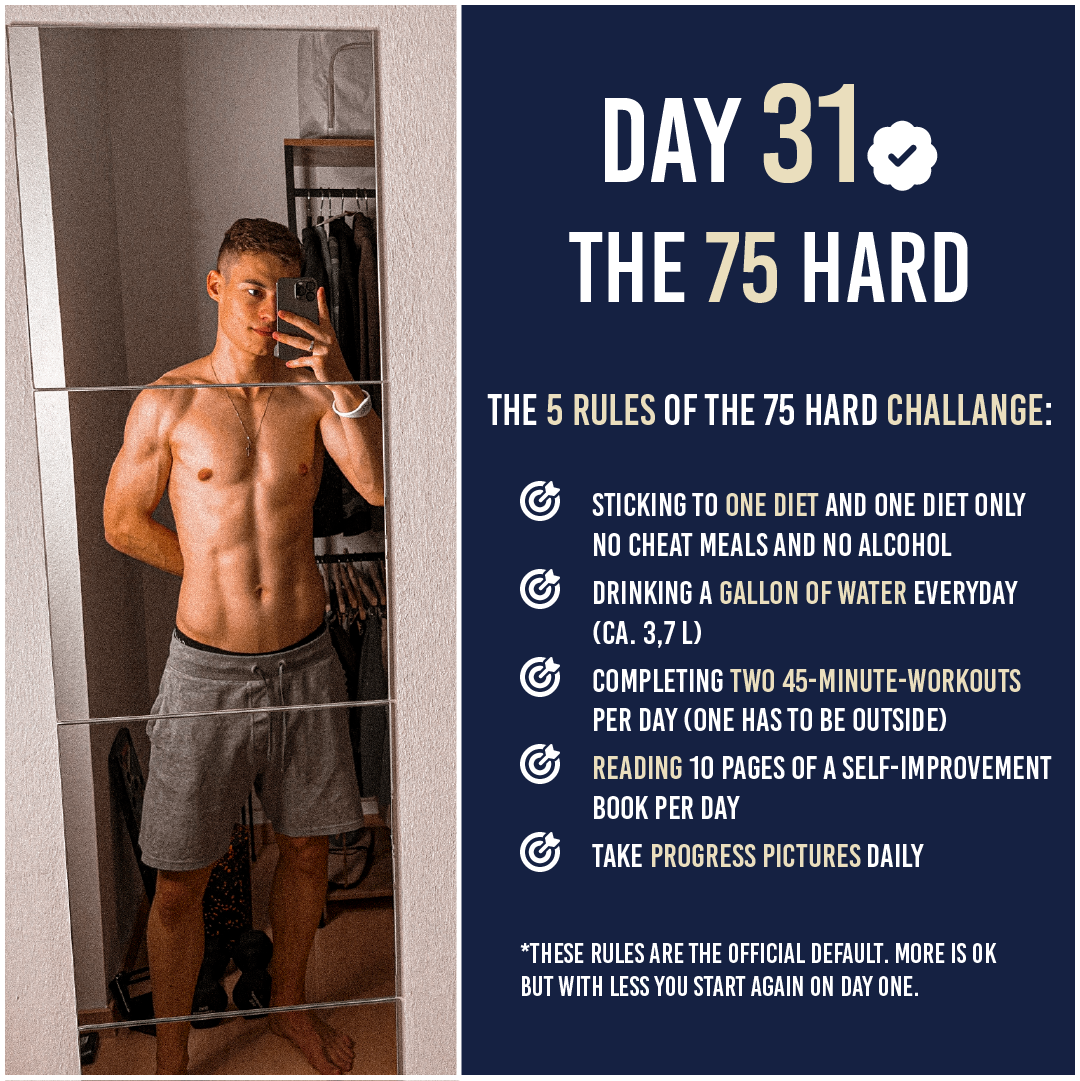 DAY 31
THE 75 HARD
THE 5 RULES OF THE 75 HARD CHALLANGE:
STICKING TO ONE DIET AND ONE DIET ONLY
NO CHEAT MEALS AND NO ALCOHOL
DRINKING A GALLON OF WATER EVERYDAY
(CA. 3,7 L)
COMPLETING TWO 45-MINUTE-WORKOUTS
PER DAY (ONE HAS TO BE OUTSIDE)
READING 10 PAGES OF A SELF-IMPROVEMENT
BOOK PER DAY
TAKE PROGRESS PICTURES DAILY
*THESE RULES ARE THE OFFICIAL DEFAULT. MORE IS OK
BUT WITH LESS YOU START AGAIN ON DAY ONE.